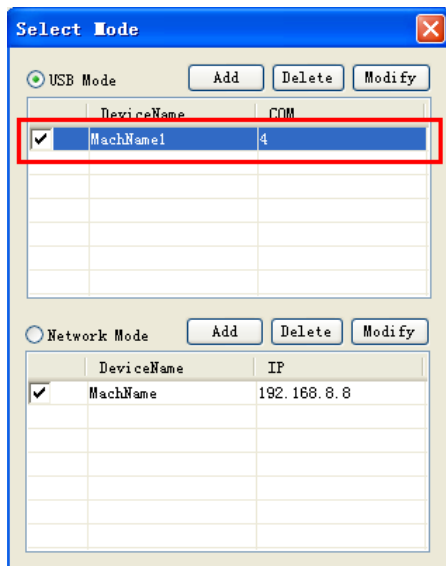 Select Mode
USB Mode Add Delete Modify
DeviceName COM
MachName1 4
Network Mode Add Delete Modify
DeviceName IP
MachName 192.168.8.8